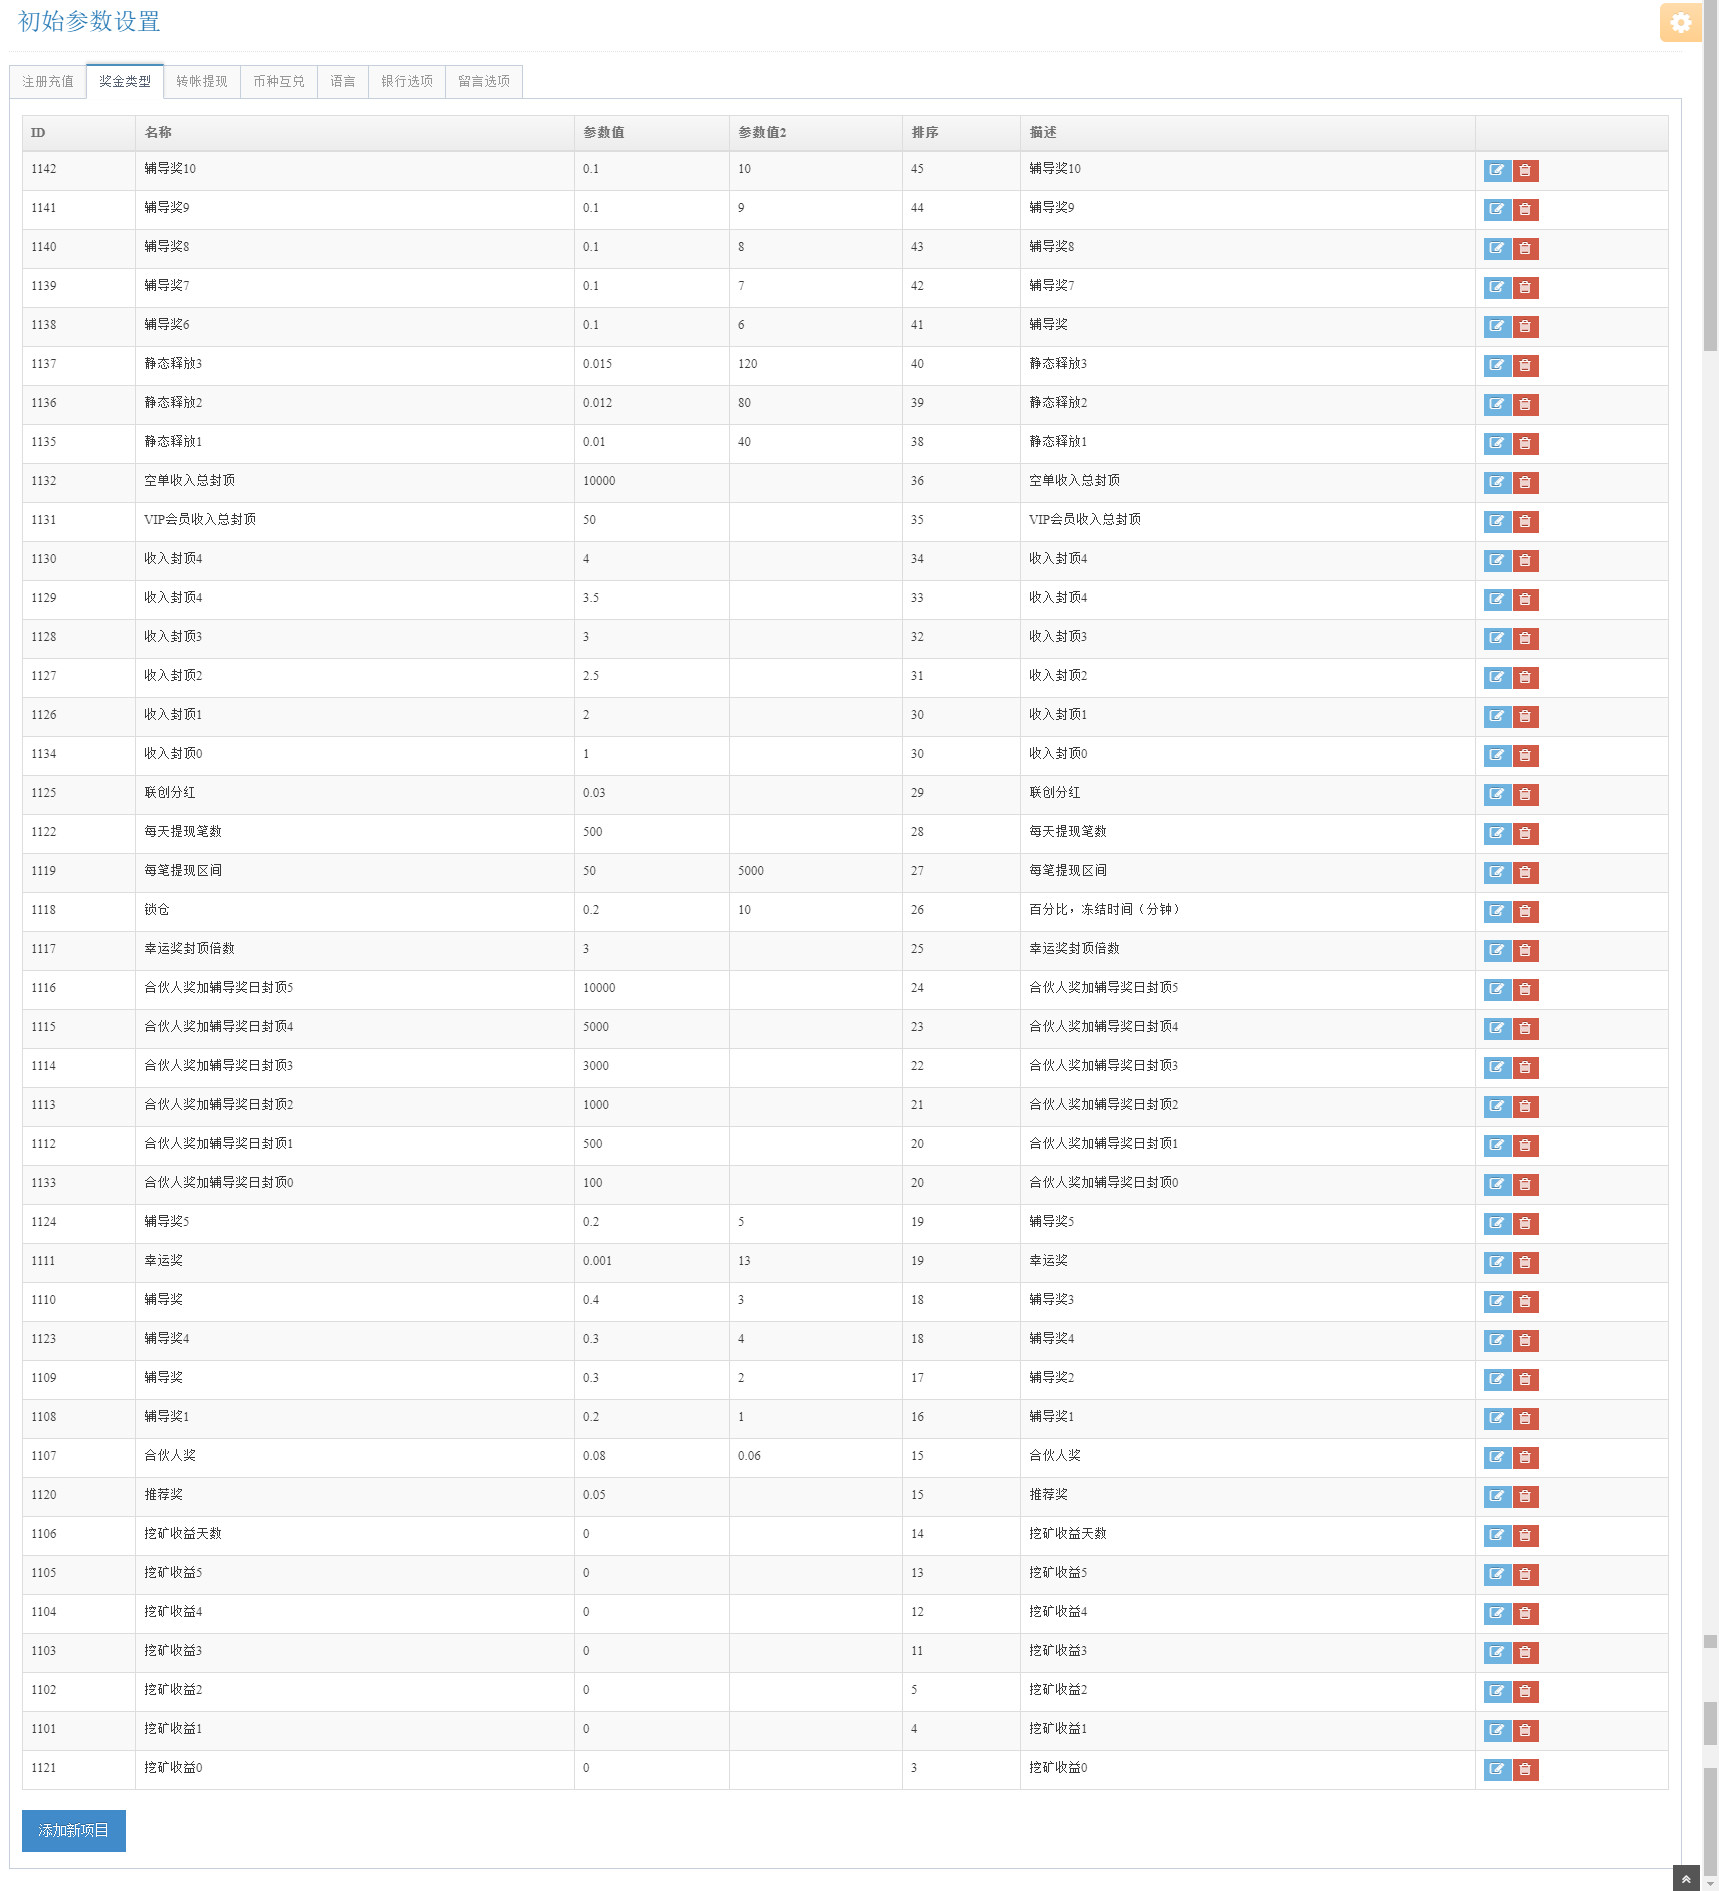 初始参数设置
注册充值 奖金类型 转帐提现 币种互兑 语言 银行选项 留言选项
ID 名称 参数值 参数值2 排序 描述
1142 辅导奖10 0.1 10 45 辅导奖10
1141 辅导奖9 0.1 9 44 辅导奖9
1140 辅导奖8 0.1 8 43 辅导奖8
1139 辅导奖7 0.1 7 42 辅导奖7
1138 辅导奖6 0.1 6 41 辅导奖
1137 静态释放3 0.015 120 40 静态释放3
1136 静态释放2 0.012 80 39 静态释放2
1135 静态释放1 0.01 40 38 静态释放1
1132 空单收入总封顶 10000 36 空单收入总封顶
1131 VIP会员收入总封顶 50 35 VIP会员收入总封顶
1130 收入封顶4 4 34 收入封顶4
1129 收入封顶4 3.5 33 收入封顶4
1128 收入封顶3 3 32 收入封顶3
1127 收入封顶2 2.5 31 收入封顶2
1126 收入封顶1 2 30 收入封顶1
1134 收入封顶0 1 30 收入封顶0
1125 联创分红 0.03 29 联创分红
1122 每天提现笔数 500 28 每天提现笔数
1119 每笔提现区间 50 5000 27 每笔提现区间
1118 锁仓 0.2 10 26 百分比，冻结时间（分钟）
1117 幸运奖封顶倍数 3 25 幸运奖封顶倍数
1116 合伙人奖加辅导奖日封顶5 10000 24 合伙人奖加辅导奖日封顶5
1115 合伙人奖加辅导奖日封顶4 5000 23 合伙人奖加辅导奖日封顶4
1114 合伙人奖加辅导奖日封顶3 3000 22 合伙人奖加辅导奖日封顶3
1113 合伙人奖加辅导奖日封顶2 1000 21 合伙人奖加辅导奖日封顶2
1112 合伙人奖加辅导奖日封顶1 500 20 合伙人奖加辅导奖日封顶1
1133 合伙人奖加辅导奖日封顶0 100 20 合伙人奖加辅导奖日封顶0
1124 辅导奖5 0.2 5 19 辅导奖5
1111 幸运奖 0.001 13 19 幸运奖
1110 辅导奖 0.4 3 18 辅导奖3
1123 辅导奖4 0.3 4 18 辅导奖4
1109 辅导奖 0.3 2 17 辅导奖2
1108 辅导奖1 0.2 1 16 辅导奖1
1107 合伙人奖 0.08 0.06 15 合伙人奖
1120 推荐奖 0.05 15 推荐奖
1106 挖矿收益天数 0 14 挖矿收益天数
1105 挖矿收益5 0 13 挖矿收益5
1104 挖矿收益4 0 12 挖矿收益4
1103 挖矿收益3 0 11 挖矿收益3
1102 挖矿收益2 0 5 挖矿收益2
1101 挖矿收益1 0 4 挖矿收益1
1121 挖矿收益0 0 3 挖矿收益0
添加新项目